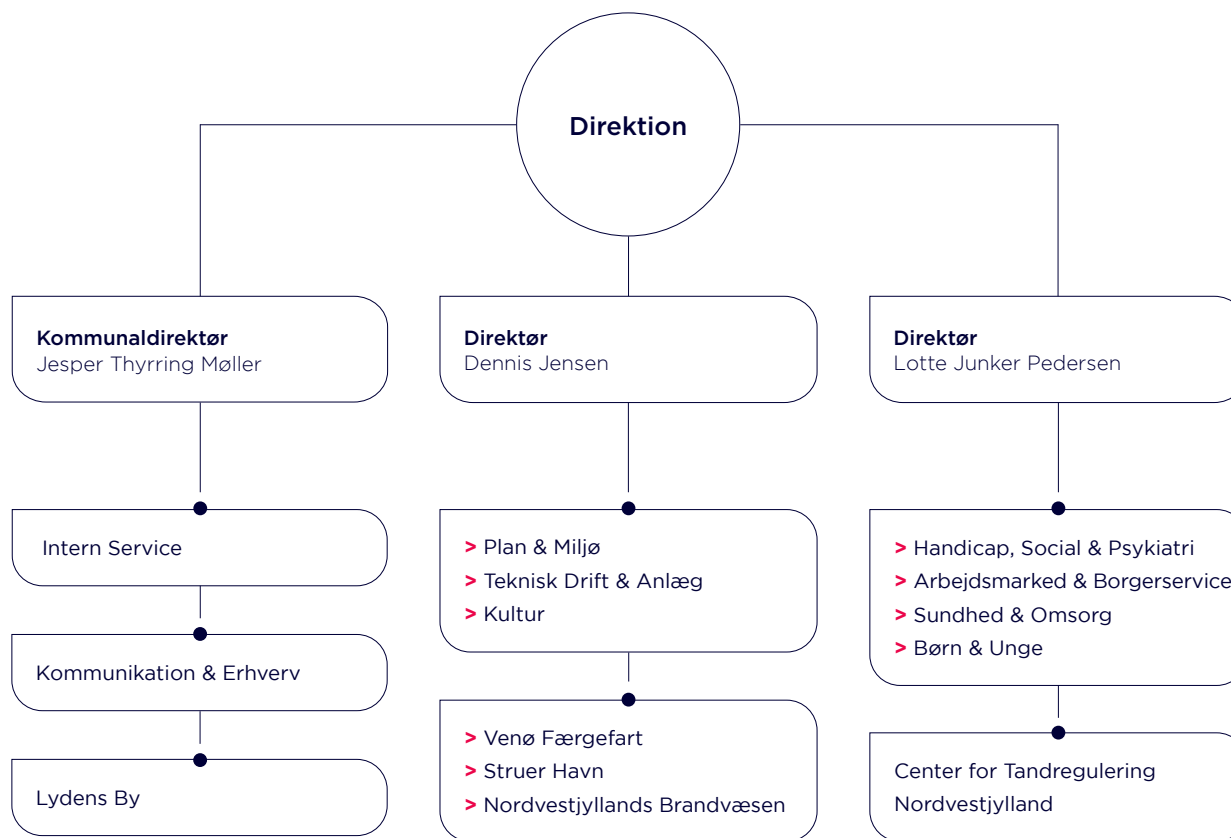 Direktion
Kommunaldirektør
Jesper Thyrring Møller
Intern Service
Kommunikation & Erhverv
Lydens By
Direktør
Dennis Jensen
> Plan & Miljø
> Teknisk Drift & Anlæg
> Kultur
> Venø Færgefart
> Struer Havn
> Nordvestjyllands Brandvæsen
Direktør
Lotte Junker Pedersen
> Handicap, Social & Psykiatri
> Arbejdsmarked & Borgerservice
> Sundhed & Omsorg
> Børn & Unge
Center for Tandregulering
Nordvestjylland